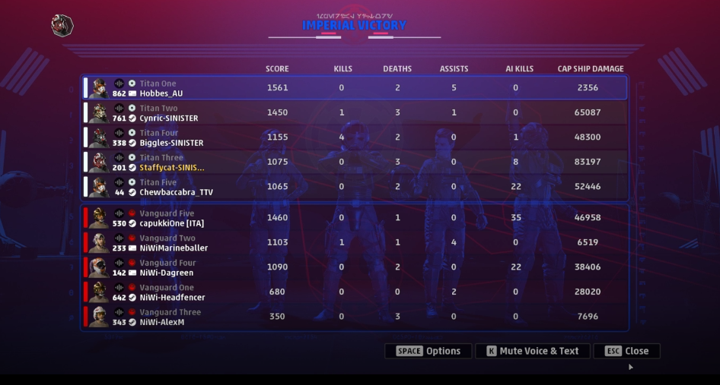 IMPERIAL VICTORY
SCORE KILLS DEATHS ASSISTS AI KILLS CAP SHIP DAMAGE
Titan One
862 Hobbes_AU 1561 0 2 5 0 2356
Titan Two
761 Cynric-SINISTER 1450 1 3 1 0 65087
Titan Four
338 Biggles-SINISTER 1155 4 2 0 1 48300
Titan Three
201 Staffycat-SINIS... 1075 0 3 0 8 83197
Titan Five
44 Chewbaccabra_TTV 1065 0 2 0 22 52446
Vanguard Five
530 capukkiOne [ITA] 1460 0 1 0 35 46958
Vanguard Two
233 NiWiMarineballer 1103 1 1 4 0 6519
Vanguard Four
142 NiWi-Dagreen 1090 0 2 0 22 38406
Vanguard One
642 NiWi-Headfencer 680 0 0 2 0 28020
Vanguard Three
343 NiWi-AlexM 350 0 3 0 0 7696
SPACE Options K Mute Voice & Text ESC Close